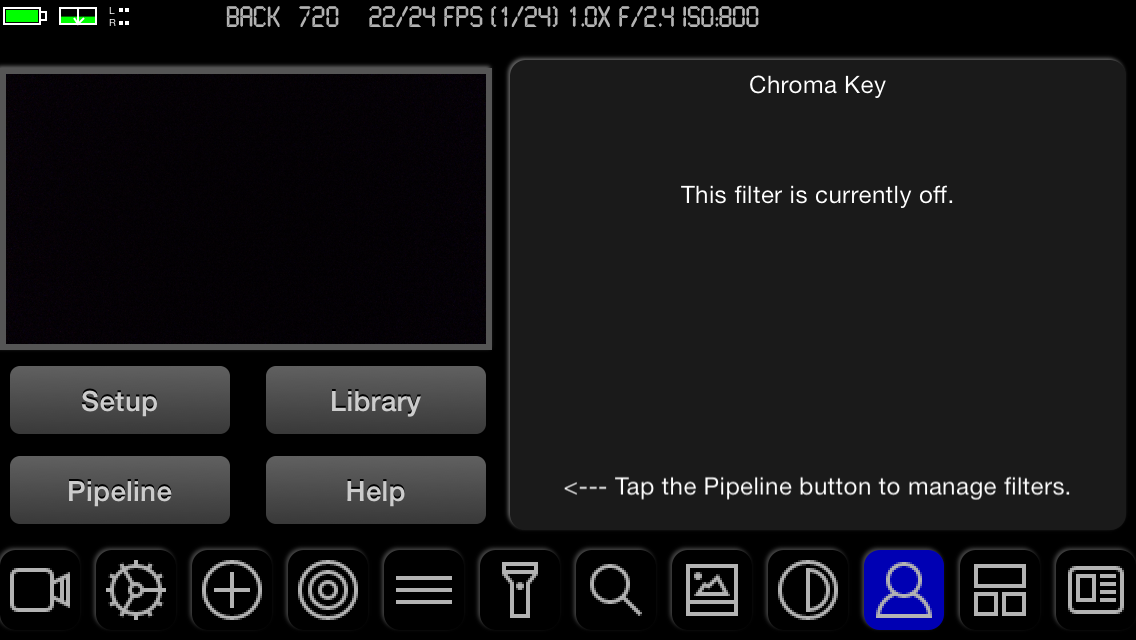 L
R
BACK 720 22/24 FPS (1/24) 1.0X F/2.4 ISO:800
Chroma Key
This filter is currently off.
Setup
Library
Pipeline
Help
<--- Tap the Pipeline button to manage filters.